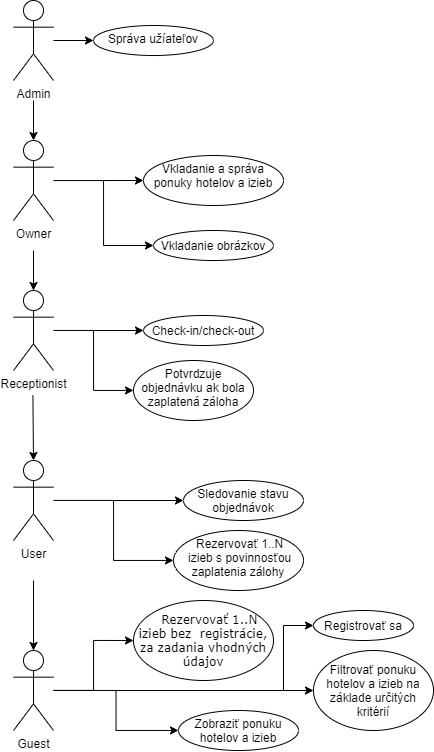 Správa užíateľov
Admin
Vkladanie a správa
ponuky hotelov a izieb
Owner
Vkladanie obrázkov
Check-in/check-out
Receptionist
Potvrdzuje
objednávku ak bola
zaplatená záloha
Sledovanie stavu
objednávok
User
Rezervovať 1..N
izieb s povinnosťou
zaplatenia zálohy
Rezervovať 1..N
izieb bez registrácie,
za zadania vhodných
údajov
Registrovať sa
Filtrovať ponuku
hotelov a izieb na
základe určitých
kritérií
Guest
Zobraziť ponuku
hotelov a izieb